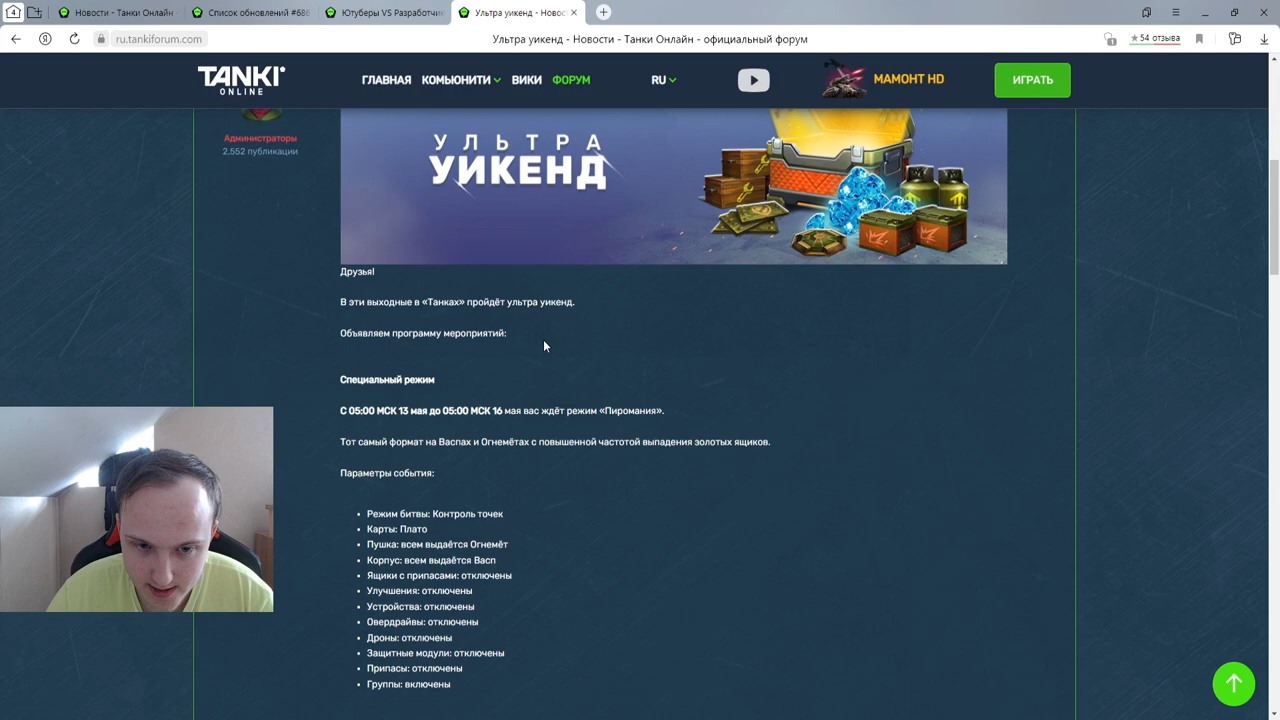 4
Новости - Танки Онлайн
Список обновлений #686
Ютуберы VS Разработчик
Ультра уикенд - Новост
ru.tankiforum.com
Ультра уикенд - Новости - Танки Онлайн - официальный форум
54 отзыва
TANKI
ONLINE
ГЛАВНАЯ
КОМЬЮНИТИ
ВИКИ
ФОРУМ
RU
МАМОНТ HD
ИГРАТЬ
Администраторы
2,552 публикации
УЛЬТРА
УИКЕНД
Друзья!
В эти выходные в «Танках» пройдёт ультра уикенд.
Объявляем программу мероприятий:
Специальный режим
С 05:00 МСК 13 мая до 05:00 МСК 16 мая вас ждёт режим «Пиромания».
Тот самый формат на Васпах и Огнемётах с повышенной частотой выпадения золотых ящиков.
Параметры события:
• Режим битвы: Контроль точек
• Карты: Плато
• Пушка: всем выдаётся Огнемёт
• Корпус: всем выдаётся Васп
• Ящики с припасами: отключены
• Улучшения: отключены
• Устройства: отключены
• Овердрайвы: отключены
• Дроны: отключены
• Защитные модули: отключены
• Припасы: отключены
• Группы: включены